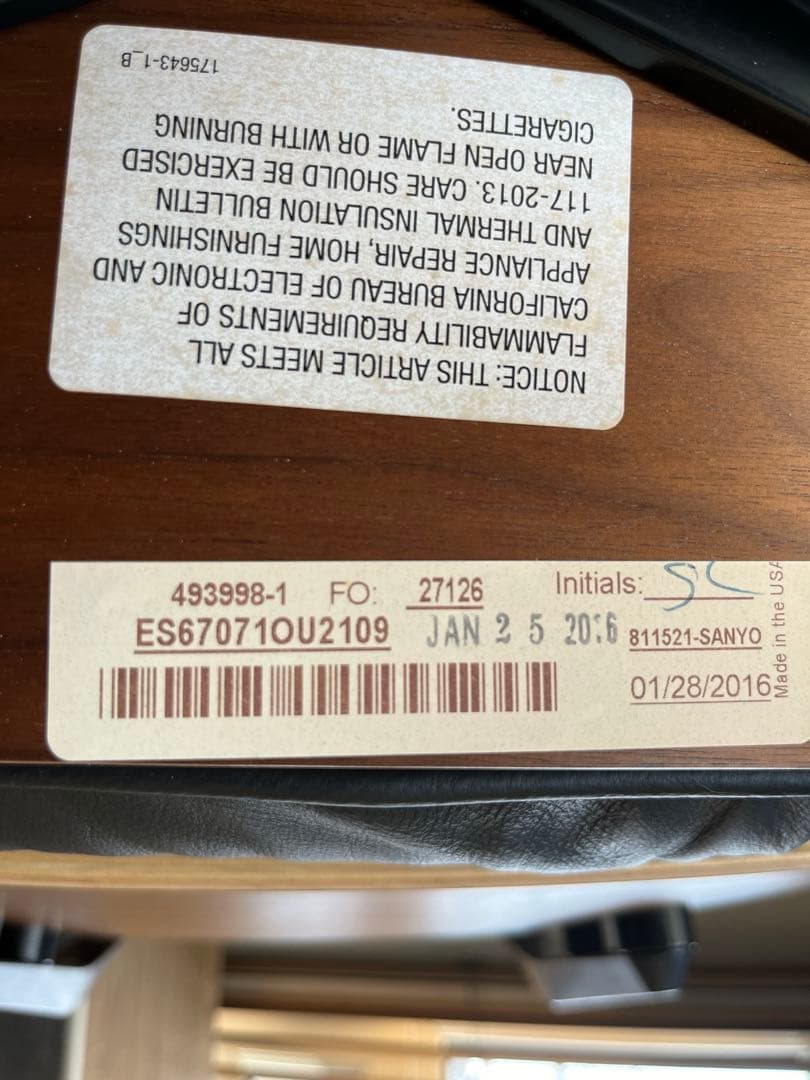 NOTICE: THIS ARTICLE MEETS ALL
FLAMMABILITY REQUIREMENTS OF
CALIFORNIA BUREAU OF ELECTRONIC AND
APPLIANCE REPAIR, HOME FURNISHINGS
AND THERMAL INSULATION BULLETIN
117-2013. CARE SHOULD BE EXERCISED
NEAR OPEN FLAME OR WITH BURNING
CIGARETTES.
175643-1_B
493998-1 FO: 27126 Initials: SC
ES67071OU2109 JAN 25 2016 811521-SANYO
01/28/2016
Made in the USA